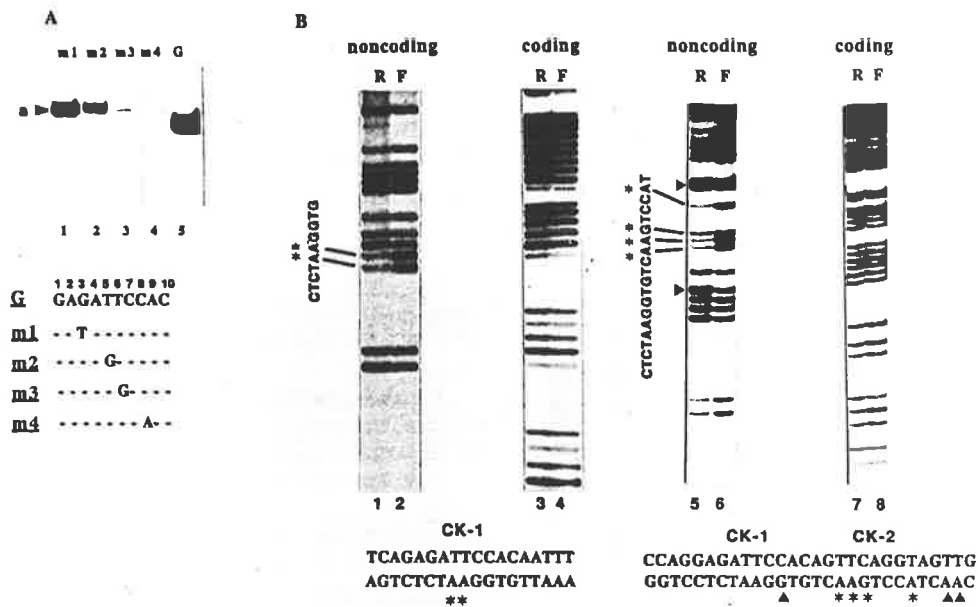 A
m1 m2 m3 m4 G
a
1 2 3 4 5
1 2 3 4 5 6 7 8 9 10
G GAGATTCCAC
m1 - - T - - - - - - -
m2 - - - - - G - - - -
m3 - - - - - - G - - -
m4 - - - - - - - - A - -
B
noncoding coding noncoding coding
R F R F R F R F
**
CTCTAAGGTG
*
*
*
*
CTCTAAGGTGTCAAGTCCAT
1 2 3 4 5 6 7 8
CK-1
TCAGAGATTCCACAATTT
AGTCTCTAAGGTGTTAAA
**
CK-1 CK-2
CCAGGAGATTCCACAGTTCAGGTAGTTG
GGTCCTCTAAGGTGTCAAGTCCATCAAC
* * * *